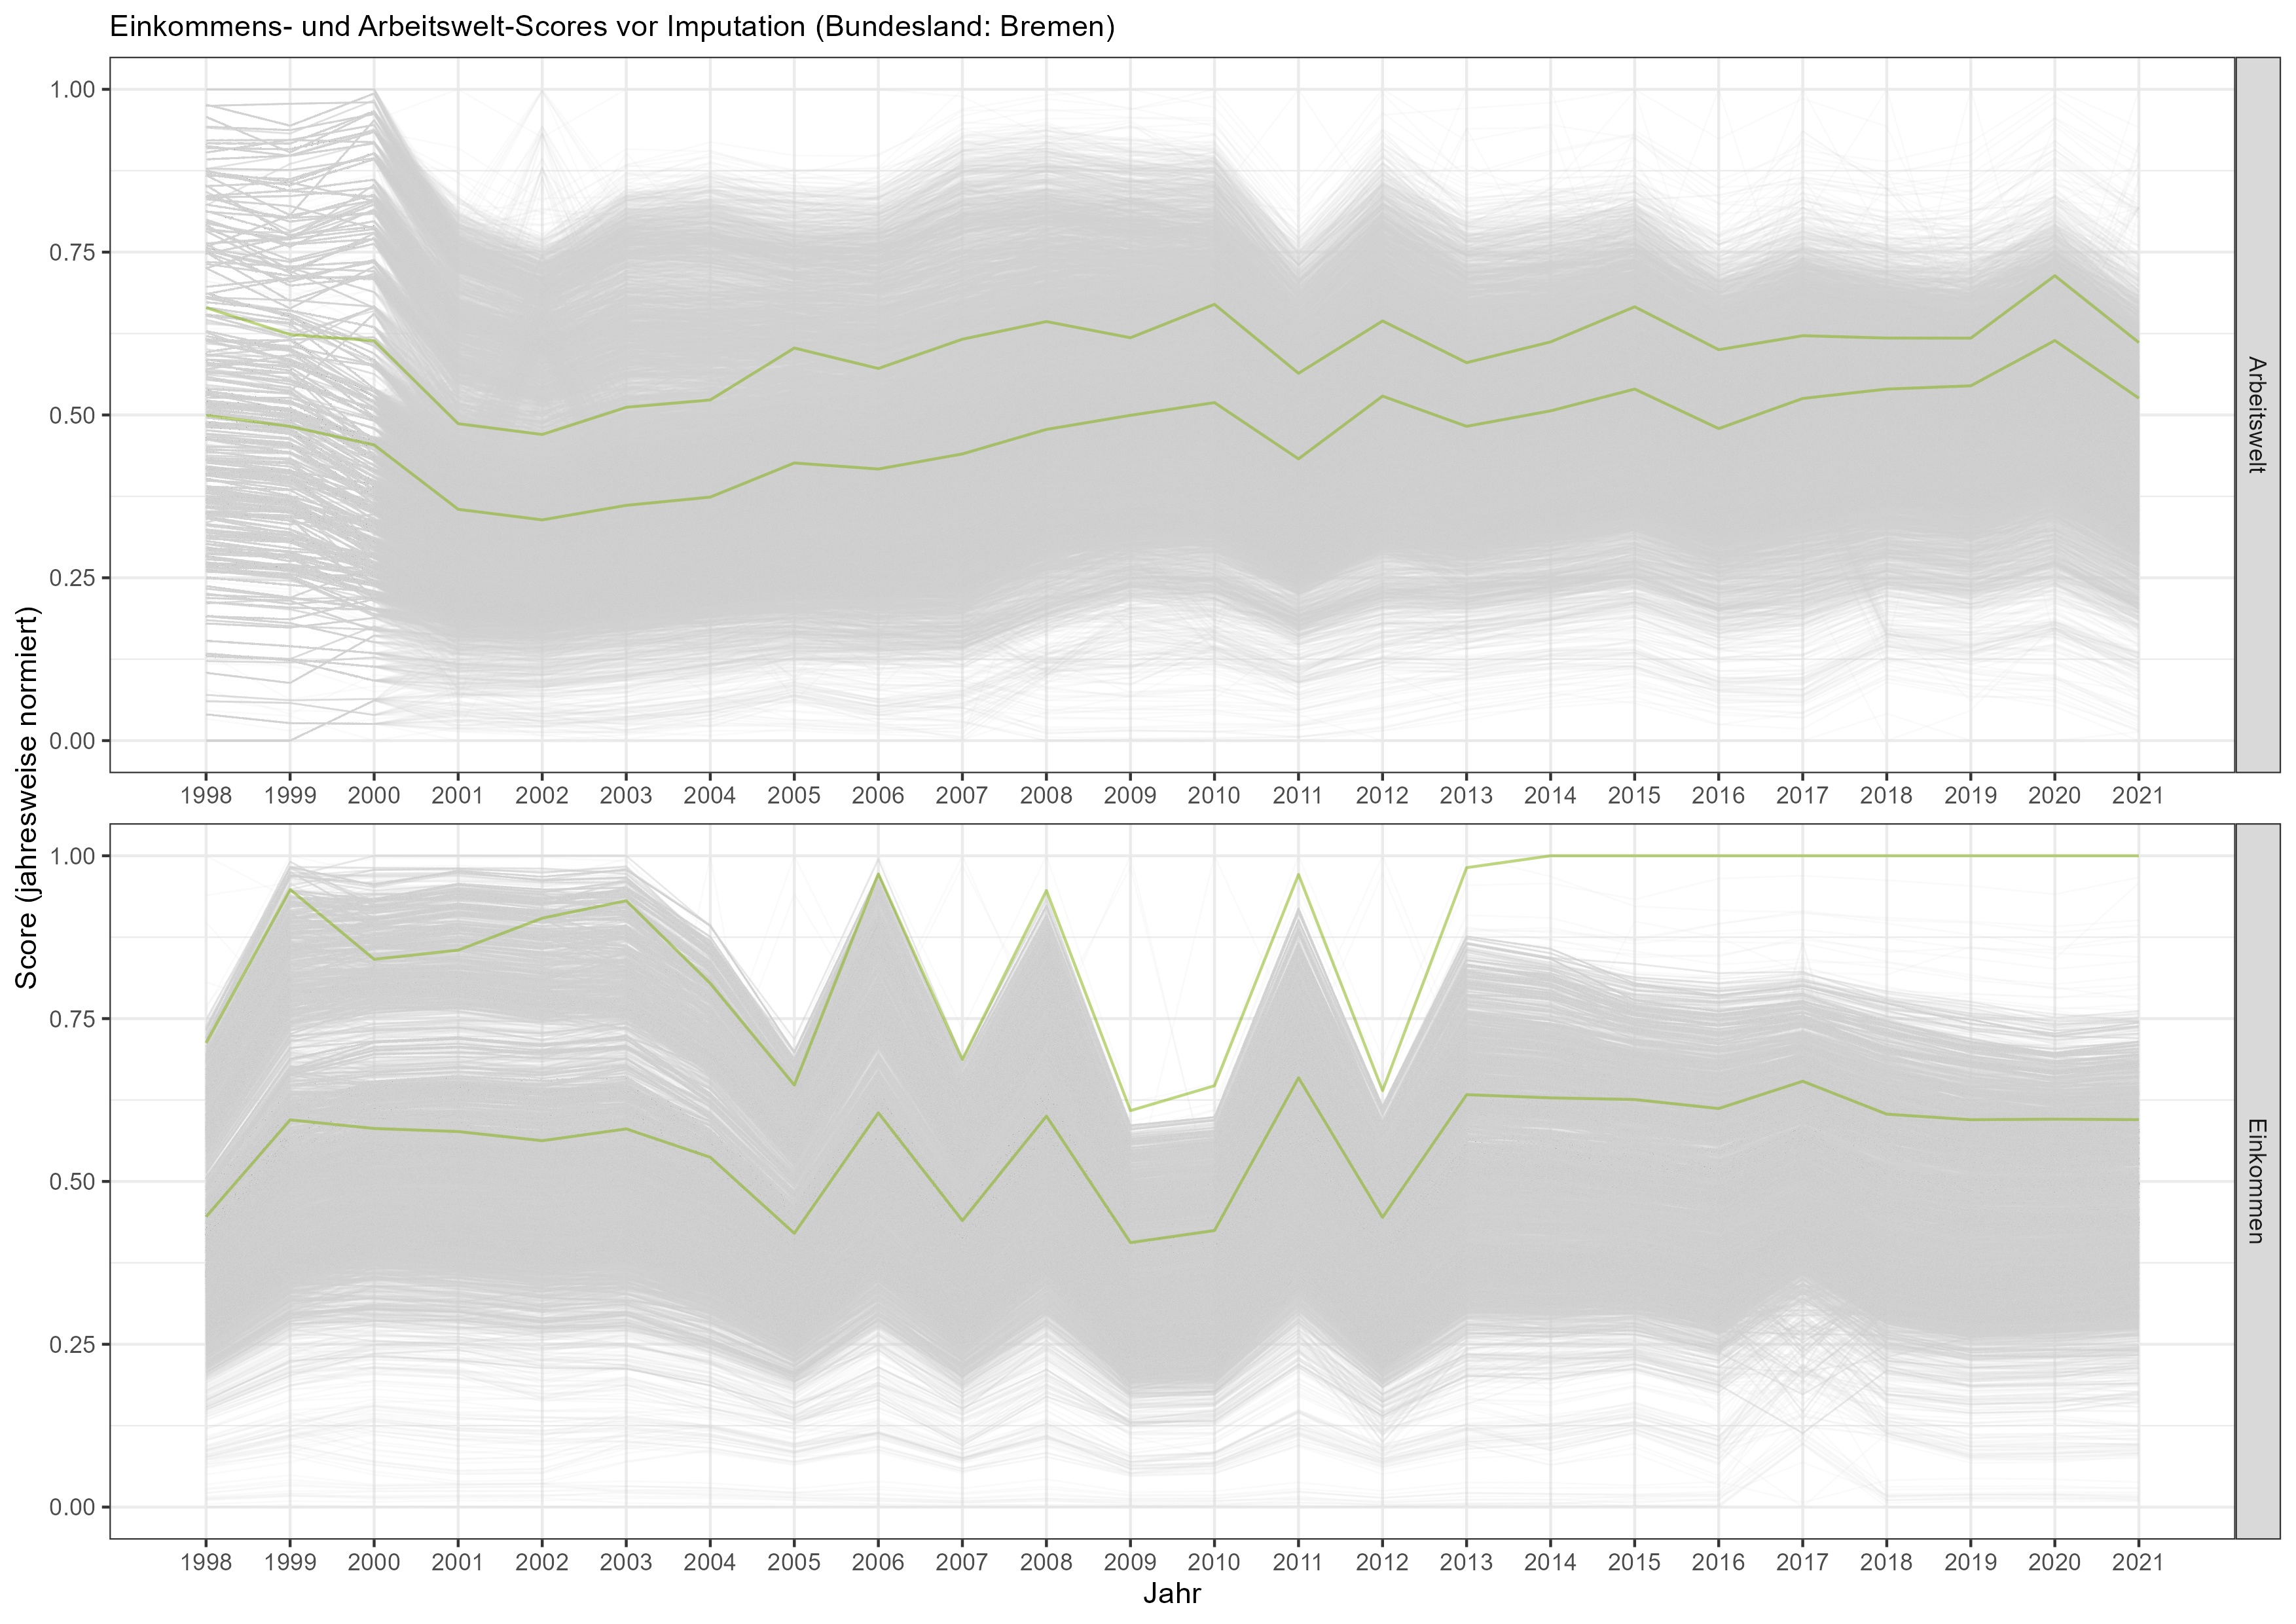 Einkommens- und Arbeitswelt-Scores vor Imputation (Bundesland: Bremen)
Score (jahresweise normiert)
1.00
0.75
0.50
0.25
0.00
Arbeitswelt
1998 1999 2000 2001 2002 2003 2004 2005 2006 2007 2008 2009 2010 2011 2012 2013 2014 2015 2016 2017 2018 2019 2020 2021
1.00
0.75
0.50
0.25
0.00
Einkommen
1998 1999 2000 2001 2002 2003 2004 2005 2006 2007 2008 2009 2010 2011 2012 2013 2014 2015 2016 2017 2018 2019 2020 2021
Jahr